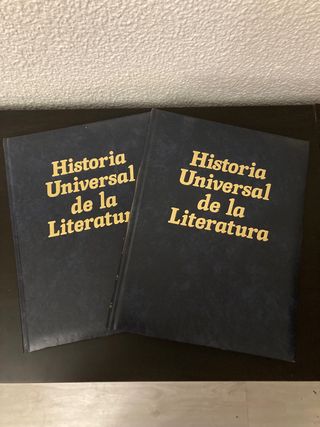 Historia
Universal
de la
Literatura
Historia
Universal
de la
Literatura